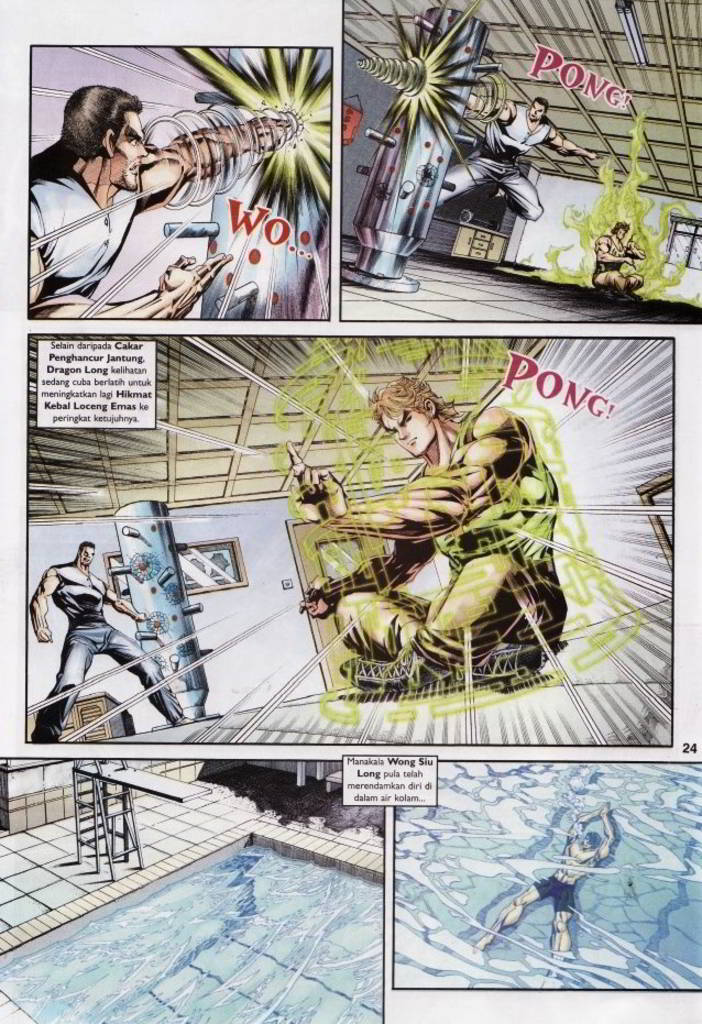 WO...
PONG!
Selain daripada Cakar
Penghancur Jantung,
Dragon Long kelihatan
sedang cuba berlatih untuk
meningkatkan lagi Hikmat
Kebal Loceng Emas ke
peringkat ketujuhnya.
PONG!
24
Manakala Wong Siu
Long pula telah
merendamkan diri di
dalam air kolam...